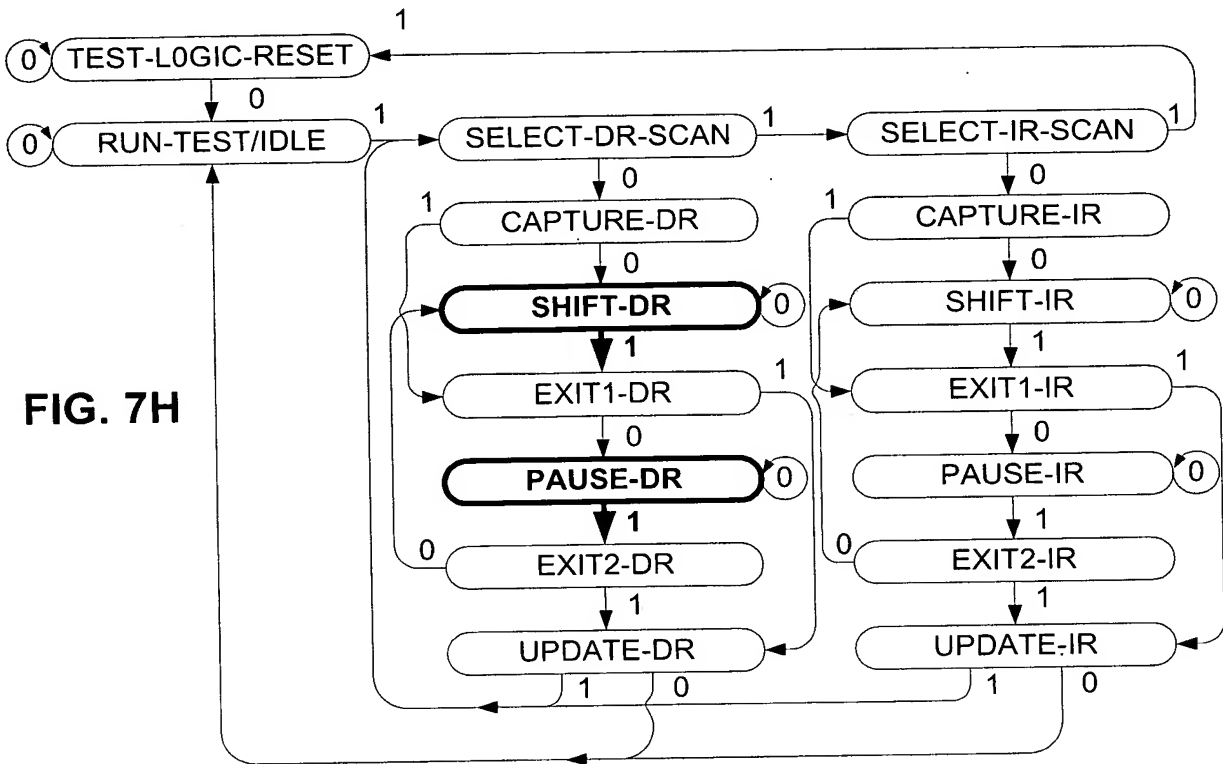 1
0 TEST-L0GIC-RESET
0
0 RUN-TEST/IDLE 1 SELECT-DR-SCAN 1 SELECT-IR-SCAN 1
0 0
1 CAPTURE-DR 1 CAPTURE-IR
0 0
SHIFT-DR 0 SHIFT-IR 0
1 1
FIG. 7H EXIT1-DR 1 EXIT1-IR 1
0 0
PAUSE-DR 0 PAUSE-IR 0
1 1
0 EXIT2-DR 0 EXIT2-IR
1 1
UPDATE-DR UPDATE-IR
1 0 1 0